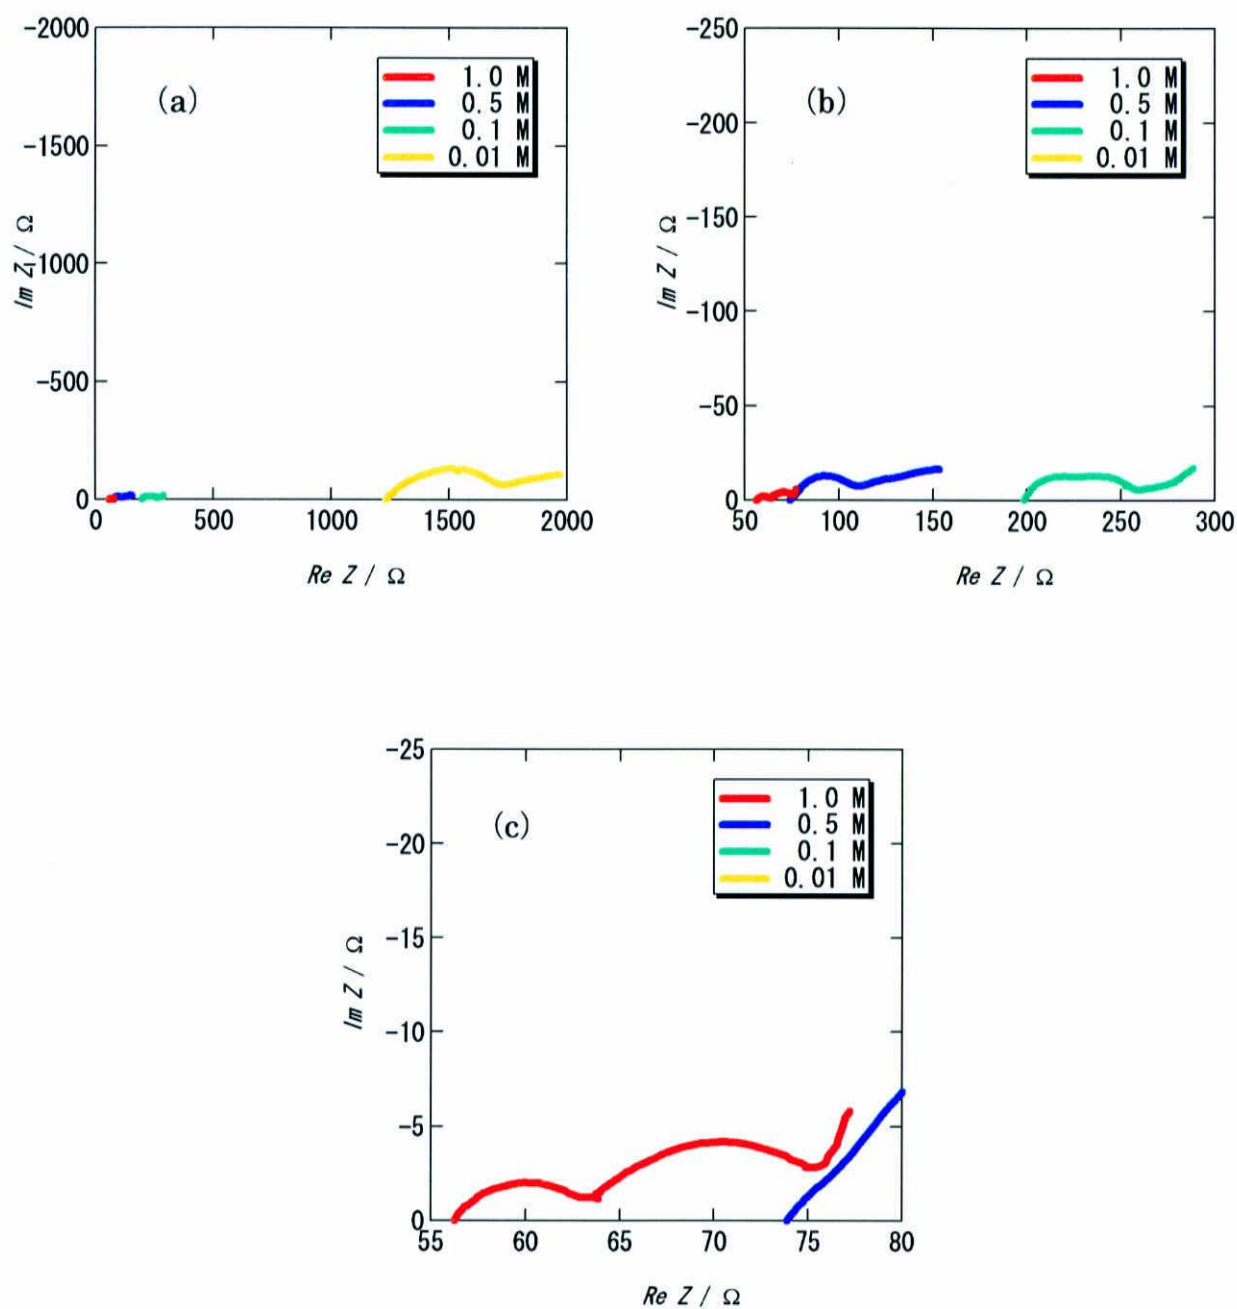 -2000
-1500
-1000
-500
0
Im Z / Ω
(a)
1.0 M
0.5 M
0.1 M
0.01 M
0 500 1000 1500 2000
Re Z / Ω
-250
-200
-150
-100
-50
0
Im Z / Ω
(b)
1.0 M
0.5 M
0.1 M
0.01 M
50 100 150 200 250 300
Re Z / Ω
-25
-20
-15
-10
-5
0
Im Z / Ω
(c)
1.0 M
0.5 M
0.1 M
0.01 M
55 60 65 70 75 80
Re Z / Ω